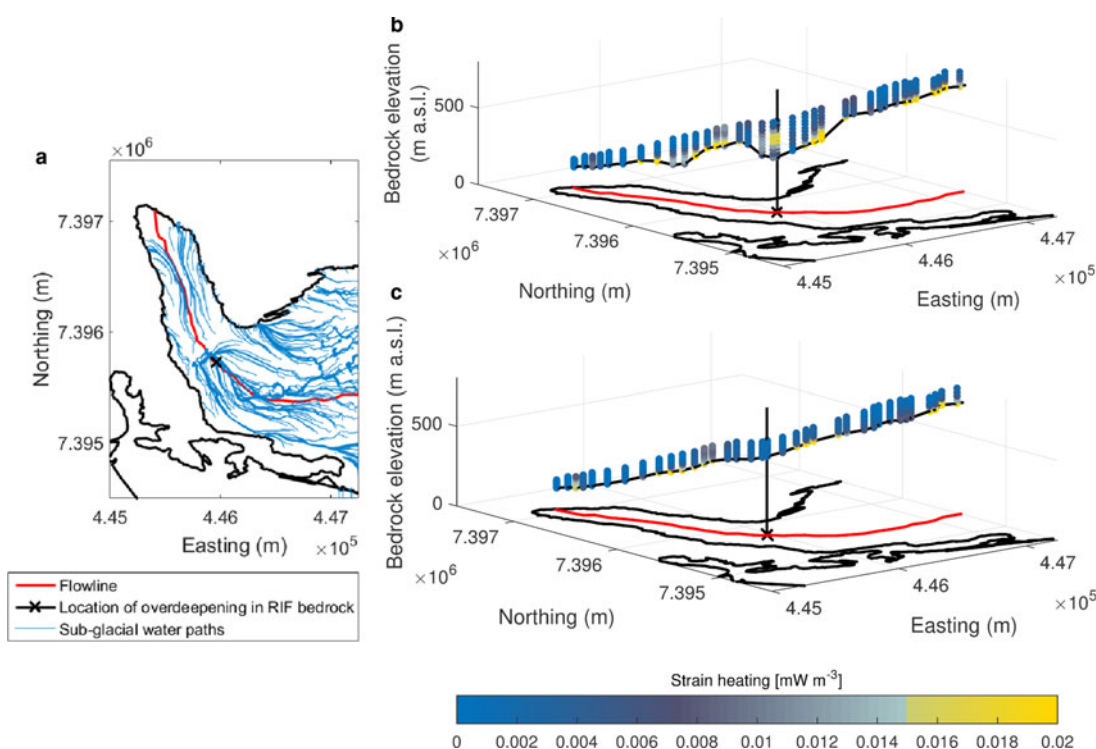 a
× 10⁶
7.397
7.396
7.395
Northing (m)
4.45
4.46
4.47
Easting (m)
× 10⁵
Flowline
Location of overdeepening in RIF bedrock
Sub-glacial water paths
b
Bedrock elevation
(m a.s.l.)
500
0
7.397
7.396
7.395
× 10⁶
Northing (m)
4.45
4.46
4.47
× 10⁵
Easting (m)
c
Bedrock elevation (m a.s.l.)
500
0
7.397
7.396
7.395
× 10⁶
Northing (m)
4.45
4.46
4.47
× 10⁵
Easting (m)
Strain heating [mW m⁻³]
0 0.002 0.004 0.006 0.008 0.01 0.012 0.014 0.016 0.018 0.02